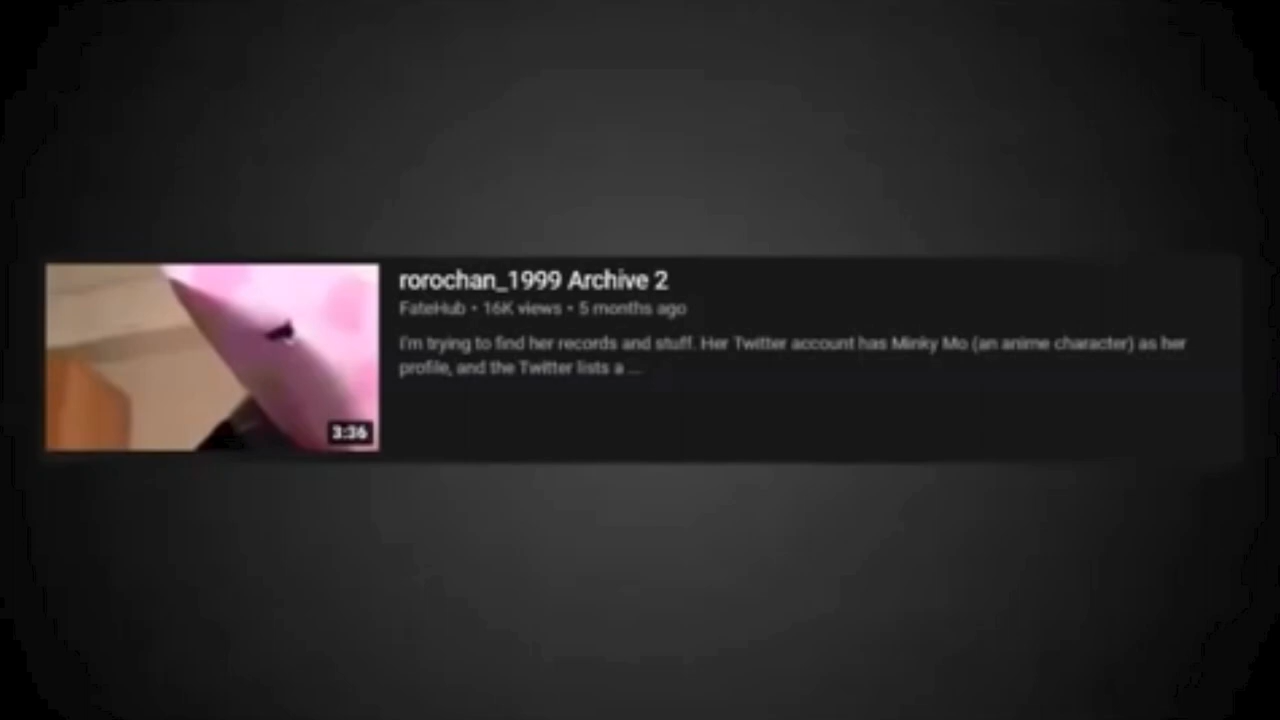 rorochan_1999 Archive 2
FateHub • 16K views • 5 months ago
I'm trying to find her records and stuff. Her Twitter account has Minky Mo (an anime character) as her
profile, and the Twitter lists a ...
3:36